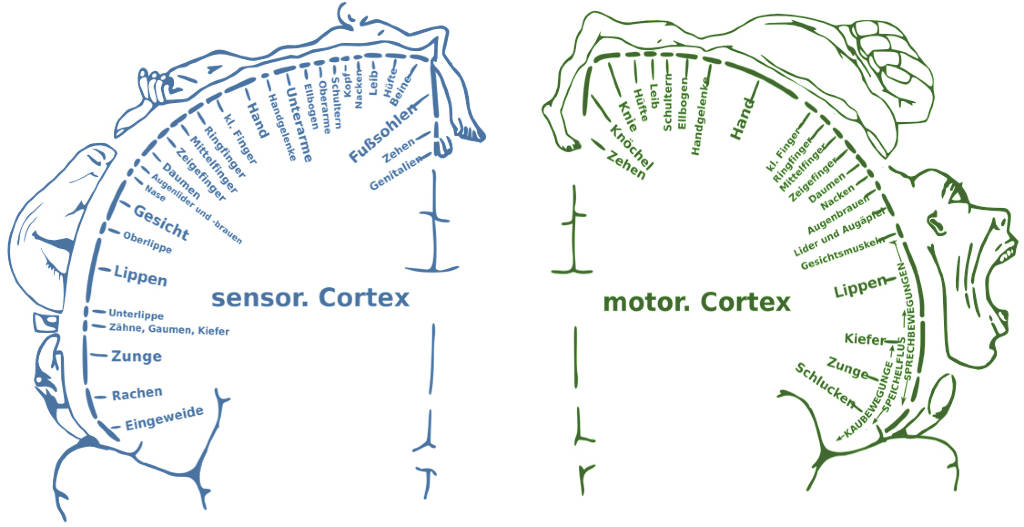 Eingeweide
Rachen
Zunge
Zähne, Gaumen, Kiefer
Unterlippe
Lippen
Oberlippe
Gesicht
Nase
Augenlider und -brauen
Daumen
Zeigefinger
Mittelfinger
Ringfinger
kl. Finger
Hand
Handgelenke
Unterarme
Ellbogen
Oberarme
Schultern
Kopf
Nacken
Leib
Hüfte
Beine
Fußsohlen
Zehen
Genitalien
sensor. Cortex
Zehen
Knöchel
Knie
Hüfte
Leib
Schultern
Ellbogen
Handgelenke
Hand
kl. Finger
Ringfinger
Mittelfinger
Zeigefinger
Daumen
Nacken
Augenbrauen
Lider und Augäpfel
Gesichtsmuskeln
Lippen
Kiefer
Zunge
Schlucken
KAUBEWEGUNGE
SPEICHELFLUS
SPRECHBEWEGUNGEN
motor. Cortex